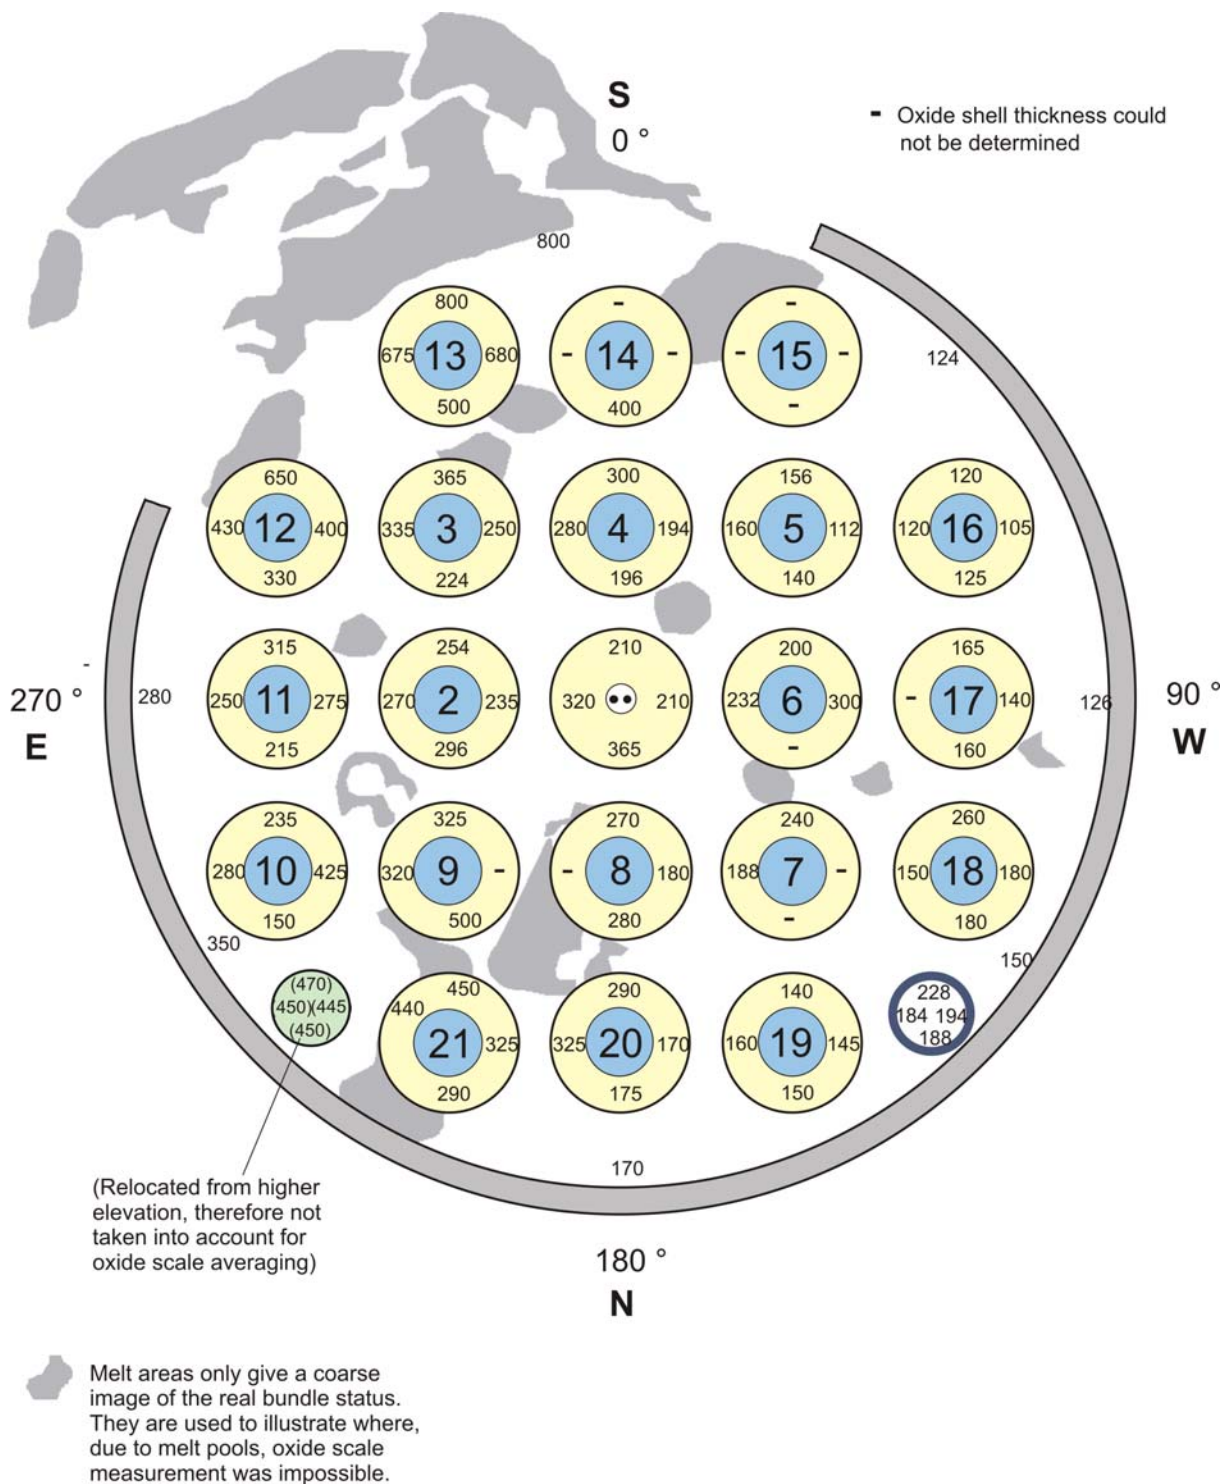 S
0 °
- Oxide shell thickness could
not be determined
800
800
675 13 680
500
-
- 14 -
400
-
- 15 -
-
124
650
430 12 400
330
365
335 3 250
224
300
280 4 194
196
156
160 5 112
140
120
120 16 105
125
-
270 °
E
280
315
250 11 275
215
254
270 2 235
296
210
320 210
365
200
232 6 300
-
165
- 17 140
160
126
90 °
W
235
280 10 425
150
325
320 9 -
500
270
- 8 180
280
240
188 7 -
-
260
150 18 180
180
350
150
(470)
450)(445
(450)
450
440 21 325
290
290
325 20 170
175
140
160 19 145
150
228
184 194
188
170
(Relocated from higher
elevation, therefore not
taken into account for
oxide scale averaging)
180 °
N
Melt areas only give a coarse
image of the real bundle status.
They are used to illustrate where,
due to melt pools, oxide scale
measurement was impossible.